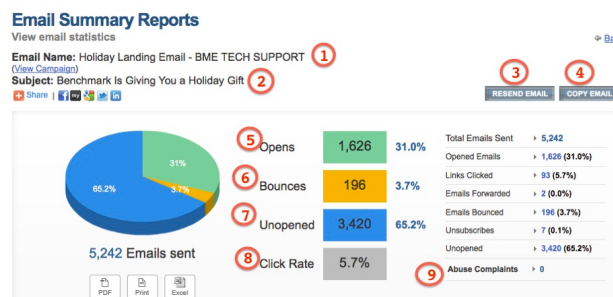 Email Summary Reports
View email statistics
Ba
Email Name: Holiday Landing Email - BME TECH SUPPORT 1
(View Campaign)
Subject: Benchmark Is Giving You a Holiday Gift 2
Share | f my in
3 4
RESEND EMAIL COPY EMAIL
5 Opens 1,626 31.0%
6 Bounces 196 3.7%
7 Unopened 3,420 65.2%
8 Click Rate 5.7%
31%
3.7%
65.2%
5,242 Emails sent
PDF Print Excel
Total Emails Sent 5,242
Opened Emails 1,626 (31.0%)
Links Clicked 93 (5.7%)
Emails Forwarded 2 (0.0%)
Emails Bounced 196 (3.7%)
Unsubscribes 7 (0.1%)
Unopened 3,420 (65.2%)
9 Abuse Complaints 0